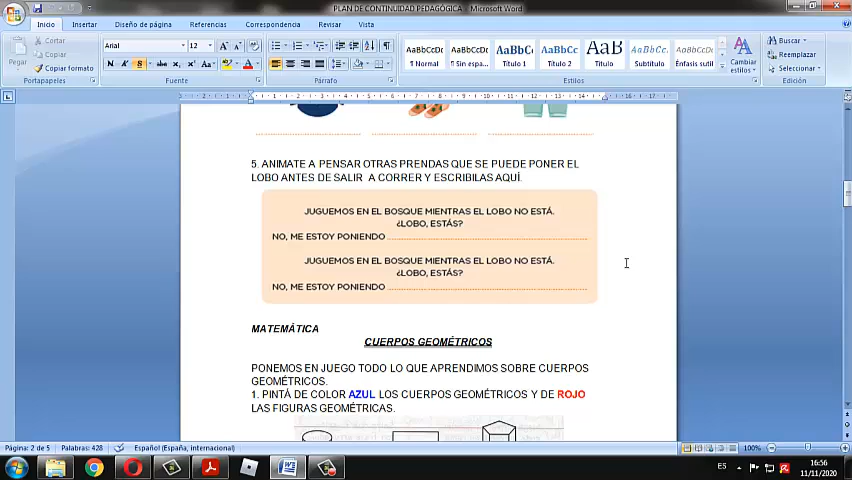 PLAN DE CONTINUIDAD PEDAGÓGICA - Microsoft Word
Inicio Insertar Diseño de página Referencias Correspondencia Revisar Vista
Cortar
Copiar
Copiar formato
Pegar
Portapapeles
Arial 12
Fuente
Párrafo
AaBbCcDc AaBbCcDc AaBbCc AaBbCc AaB AaBbCcI AaBbCcDc
¶ Normal ¶ Sin espa... Título 1 Título 2 Título Subtítulo Énfasis sutil
Estilos
Cambiar estilos
Buscar
Reemplazar
Seleccionar
Edición
5. ANIMATE A PENSAR OTRAS PRENDAS QUE SE PUEDE PONER EL
LOBO ANTES DE SALIR A CORRER Y ESCRIBILAS AQUÍ.
JUGUEMOS EN EL BOSQUE MIENTRAS EL LOBO NO ESTÁ.
¿LOBO, ESTÁS?
NO, ME ESTOY PONIENDO
JUGUEMOS EN EL BOSQUE MIENTRAS EL LOBO NO ESTÁ.
¿LOBO, ESTÁS?
NO, ME ESTOY PONIENDO
MATEMÁTICA
CUERPOS GEOMÉTRICOS
PONEMOS EN JUEGO TODO LO QUE APRENDIMOS SOBRE CUERPOS
GEOMÉTRICOS.
1. PINTÁ DE COLOR AZUL LOS CUERPOS GEOMÉTRICOS Y DE ROJO
LAS FIGURAS GEOMÉTRICAS.
Página: 2 de 5 Palabras: 428 Español (España, internacional) 100%
ES 16:56
11/11/2020